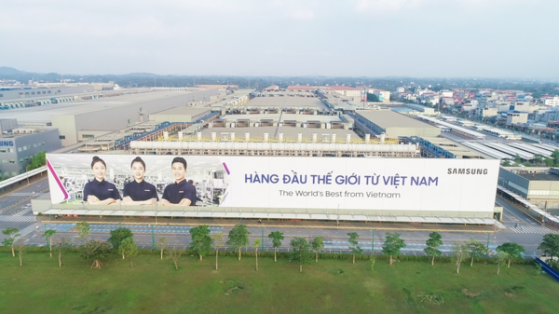 HÀNG ĐẦU THẾ GIỚI TỪ VIỆT NAM
The World's Best from Vietnam
SAMSUNG